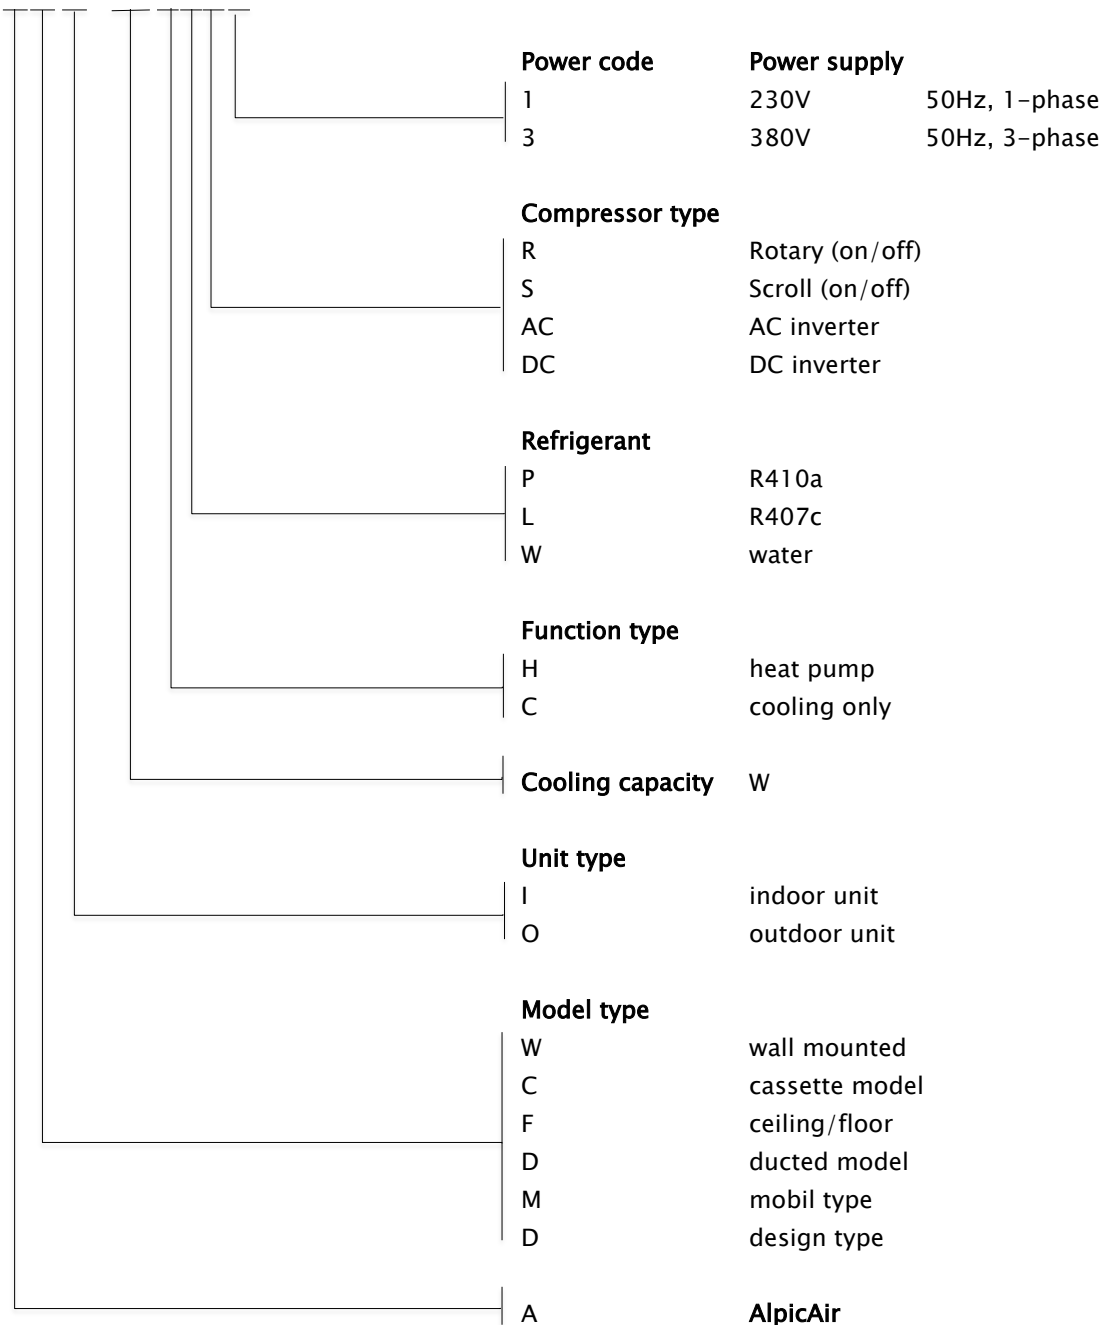 Power code Power supply
1 230V 50Hz, 1-phase
3 380V 50Hz, 3-phase
Compressor type
R Rotary (on/off)
S Scroll (on/off)
AC AC inverter
DC DC inverter
Refrigerant
P R410a
L R407c
W water
Function type
H heat pump
C cooling only
Cooling capacity W
Unit type
I indoor unit
O outdoor unit
Model type
W wall mounted
C cassette model
F ceiling/floor
D ducted model
M mobil type
D design type
A AlpicAir